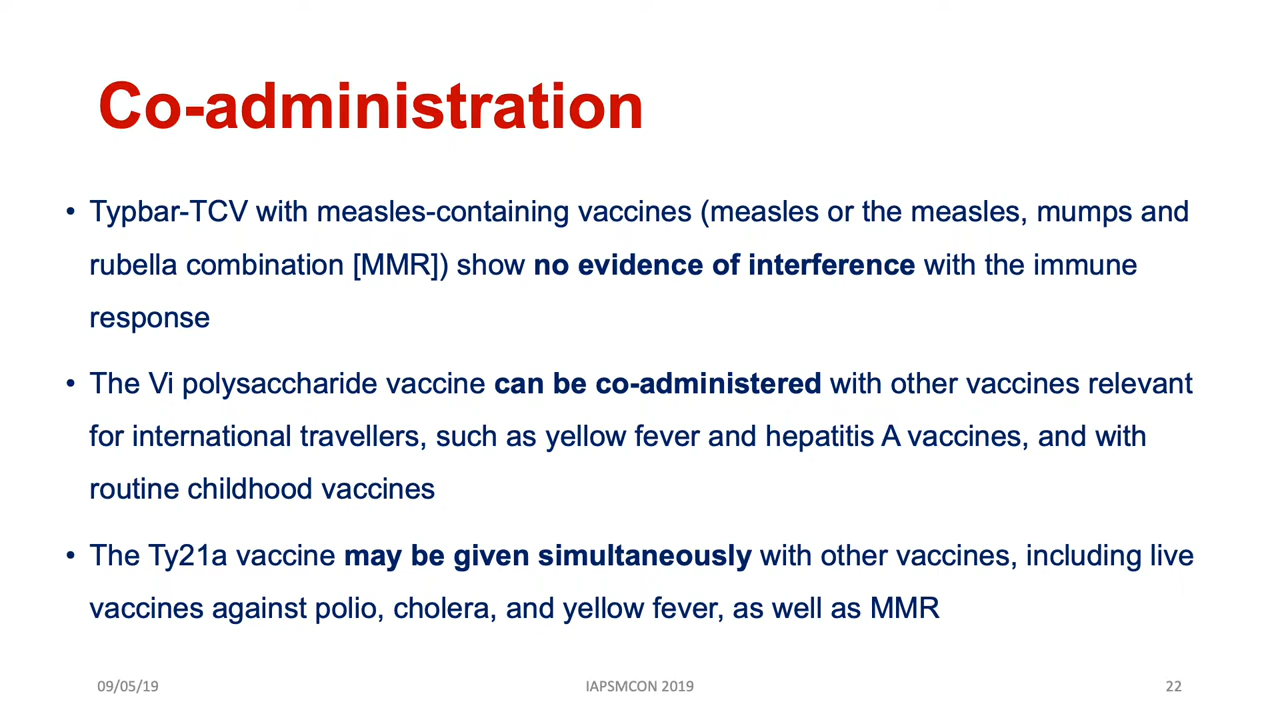 Co-administration
• Typbar-TCV with measles-containing vaccines (measles or the measles, mumps and
rubella combination [MMR]) show no evidence of interference with the immune
response
• The Vi polysaccharide vaccine can be co-administered with other vaccines relevant
for international travellers, such as yellow fever and hepatitis A vaccines, and with
routine childhood vaccines
• The Ty21a vaccine may be given simultaneously with other vaccines, including live
vaccines against polio, cholera, and yellow fever, as well as MMR
09/05/19 IAPSMCON 2019 22